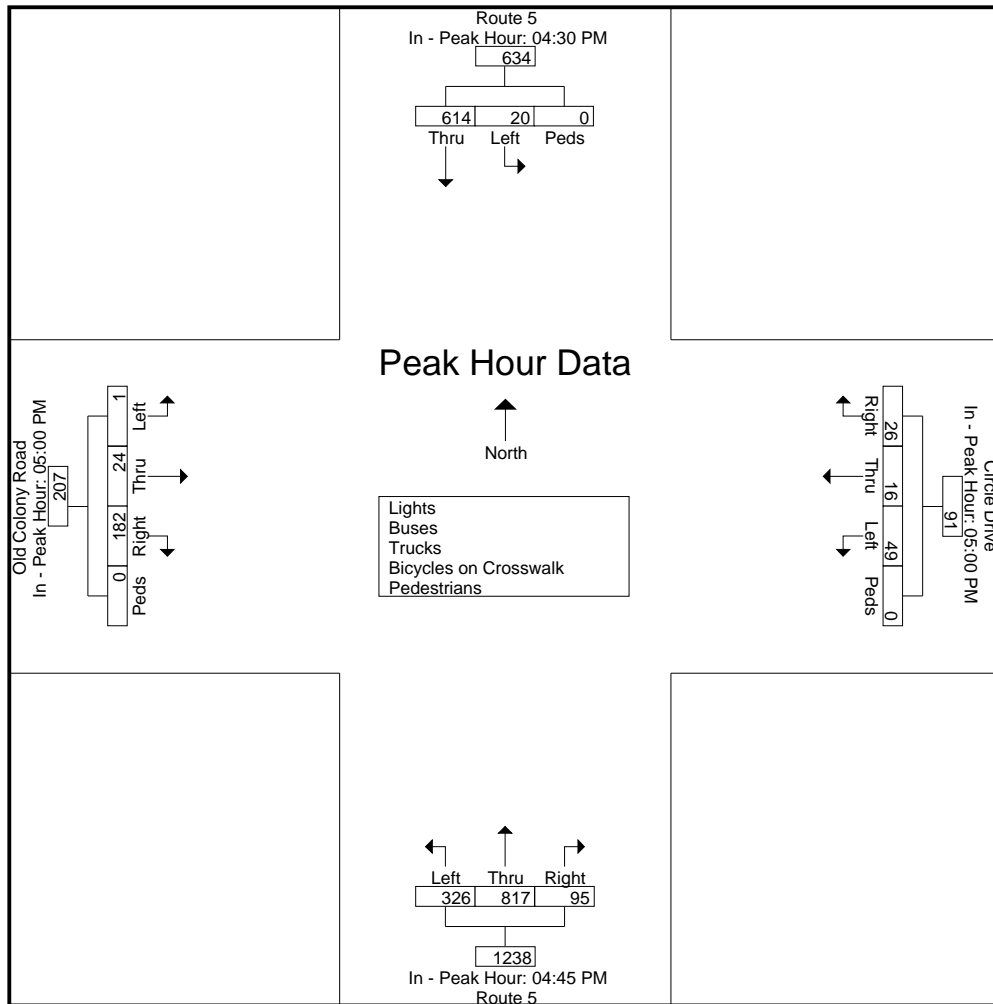 Route 5
In - Peak Hour: 04:30 PM
634
614 20 0
Thru Left Peds
Peak Hour Data
North
Lights
Buses
Trucks
Bicycles on Crosswalk
Pedestrians
Old Colony Road
In - Peak Hour: 05:00 PM
207
1 24 182 0
Left Thru Right Peds
Circle Drive
In - Peak Hour: 05:00 PM
91
26 16 49 0
Right Thru Left Peds
Left Thru Right
326 817 95
1238
In - Peak Hour: 04:45 PM
Route 5